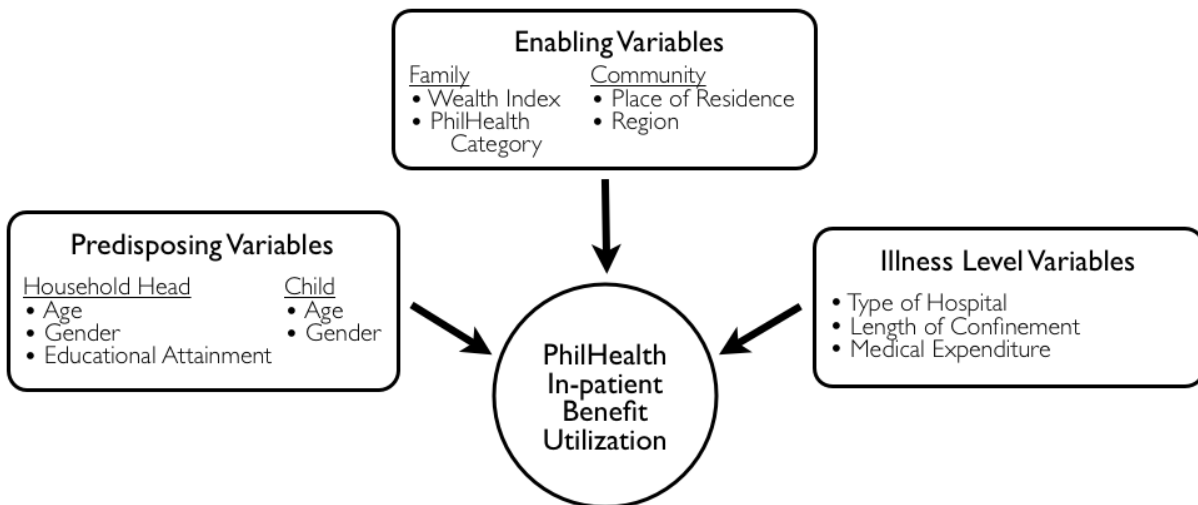 Enabling Variables
Family
• Wealth Index
• PhilHealth
Category
Community
• Place of Residence
• Region
Predisposing Variables
Household Head
• Age
• Gender
• Educational Attainment
Child
• Age
• Gender
Illness Level Variables
• Type of Hospital
• Length of Confinement
• Medical Expenditure
PhilHealth
In-patient
Benefit
Utilization